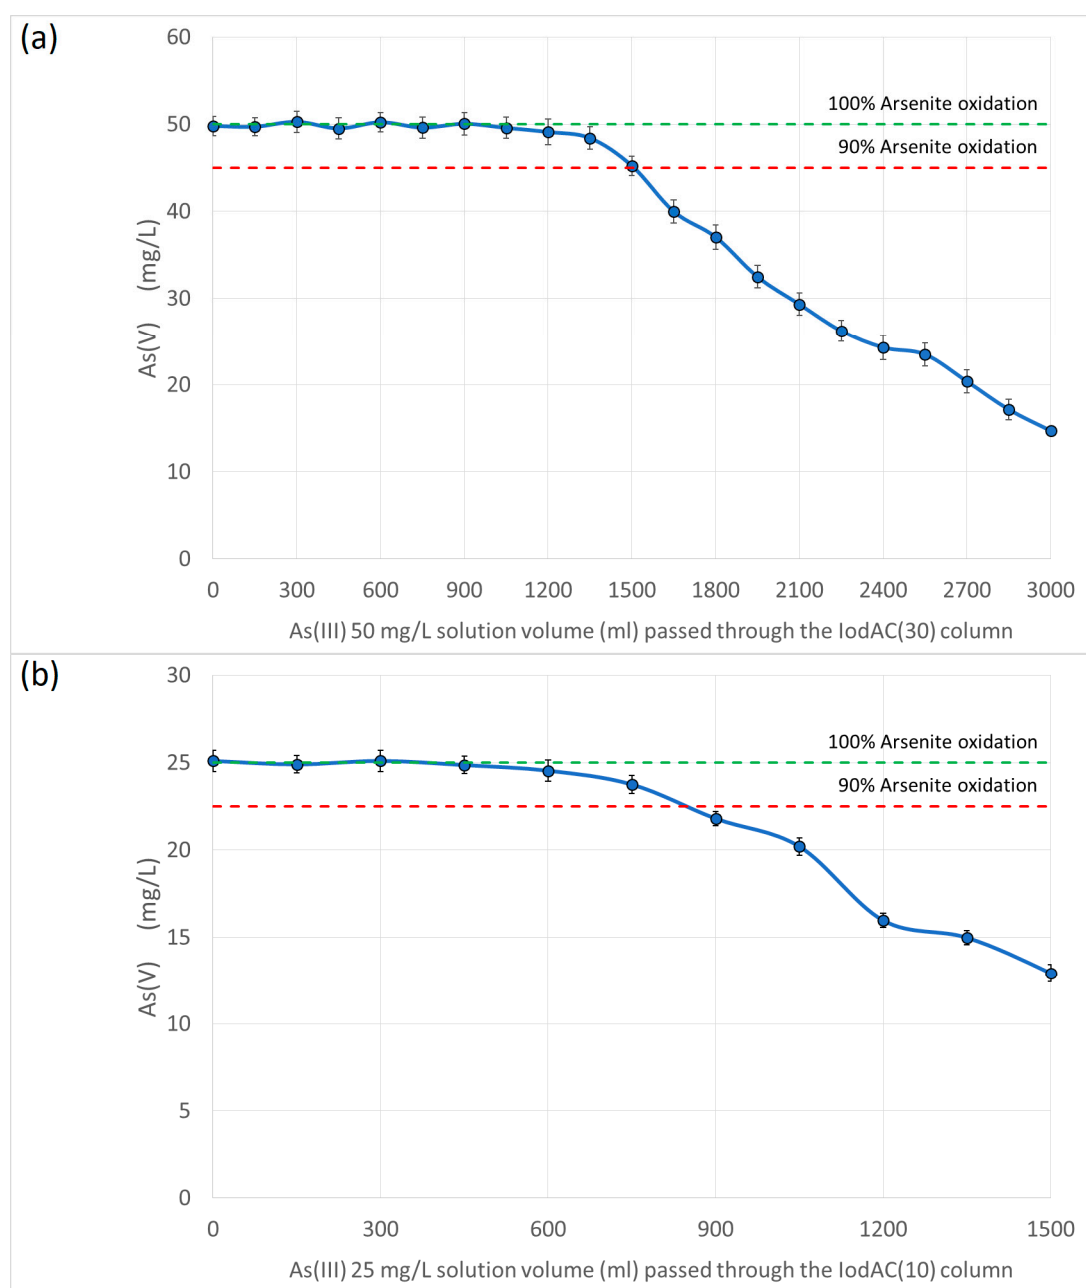 (a)
60
50
40
30
20
10
0
As(V) (mg/L)
100% Arsenite oxidation
90% Arsenite oxidation
0 300 600 900 1200 1500 1800 2100 2400 2700 3000
As(III) 50 mg/L solution volume (ml) passed through the IodAC(30) column
(b)
30
25
20
15
10
5
0
As(V) (mg/L)
100% Arsenite oxidation
90% Arsenite oxidation
0 300 600 900 1200 1500
As(III) 25 mg/L solution volume (ml) passed through the IodAC(10) column